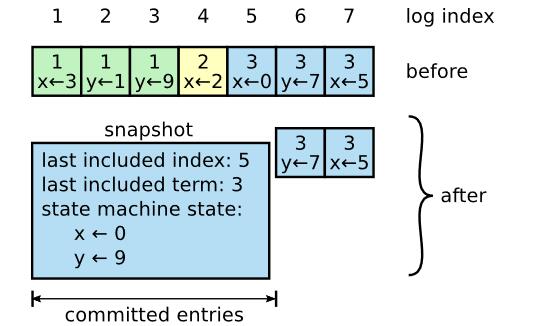 1 2 3 4 5 6 7 log index
1 1 1 2 3 3 3
x←3 y←1 y←9 x←2 x←0 y←7 x←5
before
snapshot
3 3
y←7 x←5
last included index: 5
last included term: 3
state machine state:
x ← 0
y ← 9
after
committed entries